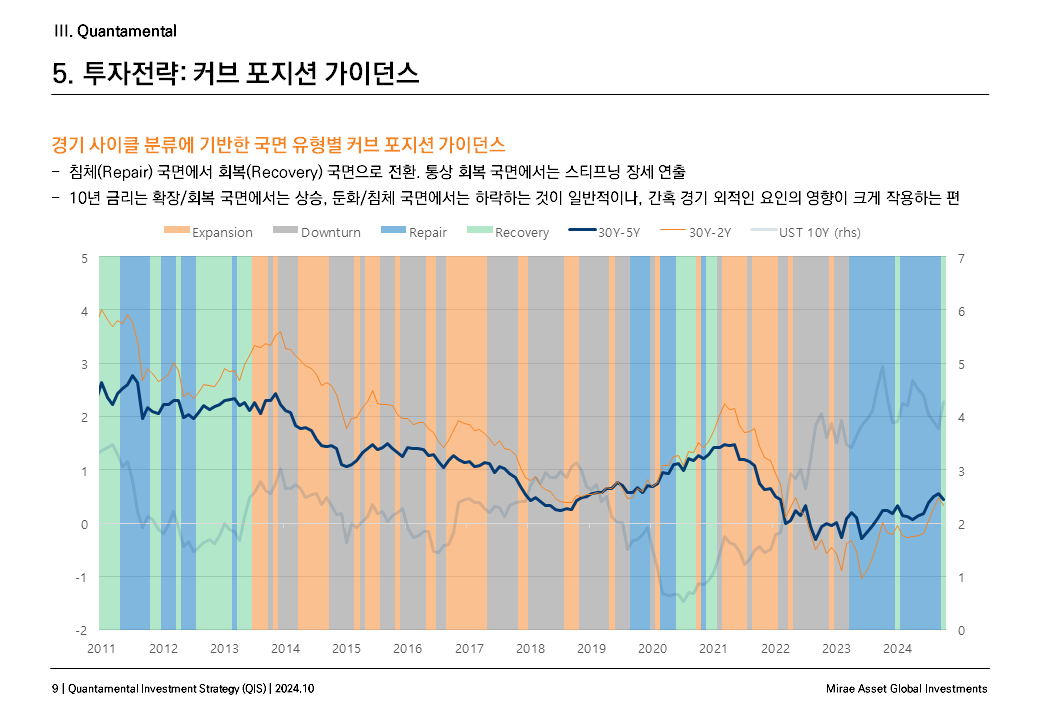 III. Quantamental
5. 투자전략: 커브 포지션 가이던스
경기 사이클 분류에 기반한 국면 유형별 커브 포지션 가이던스
– 침체(Repair) 국면에서 회복(Recovery) 국면으로 전환. 통상 회복 국면에서는 스티프닝 장세 연출
– 10년 금리는 확장/회복 국면에서는 상승, 둔화/침체 국면에서는 하락하는 것이 일반적이나, 간혹 경기 외적인 요인의 영향이 크게 작용하는 편
Expansion Downturn Repair Recovery 30Y-5Y 30Y-2Y UST 10Y (rhs)
5 7
4 6
3 5
2 4
1 3
0 2
-1 1
-2 0
2011 2012 2013 2014 2015 2016 2017 2018 2019 2020 2021 2022 2023 2024
9 | Quantamental Investment Strategy (QIS) | 2024.10 Mirae Asset Global Investments